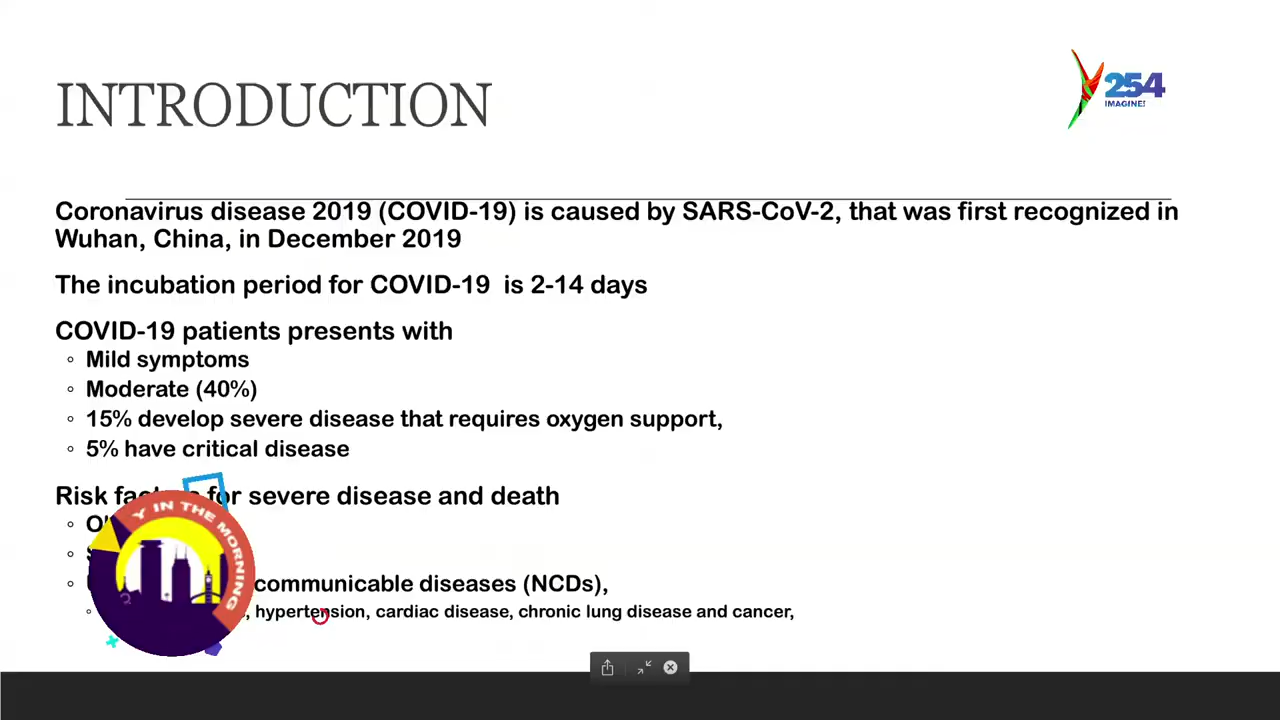 INTRODUCTION
254
IMAGINE!
Coronavirus disease 2019 (COVID-19) is caused by SARS-CoV-2, that was first recognized in
Wuhan, China, in December 2019
The incubation period for COVID-19 is 2-14 days
COVID-19 patients presents with
Mild symptoms
Moderate (40%)
15% develop severe disease that requires oxygen support,
5% have critical disease
Risk for severe disease and death
communicable diseases (NCDs),
hypertension, cardiac disease, chronic lung disease and cancer,
Y IN THE MORNING